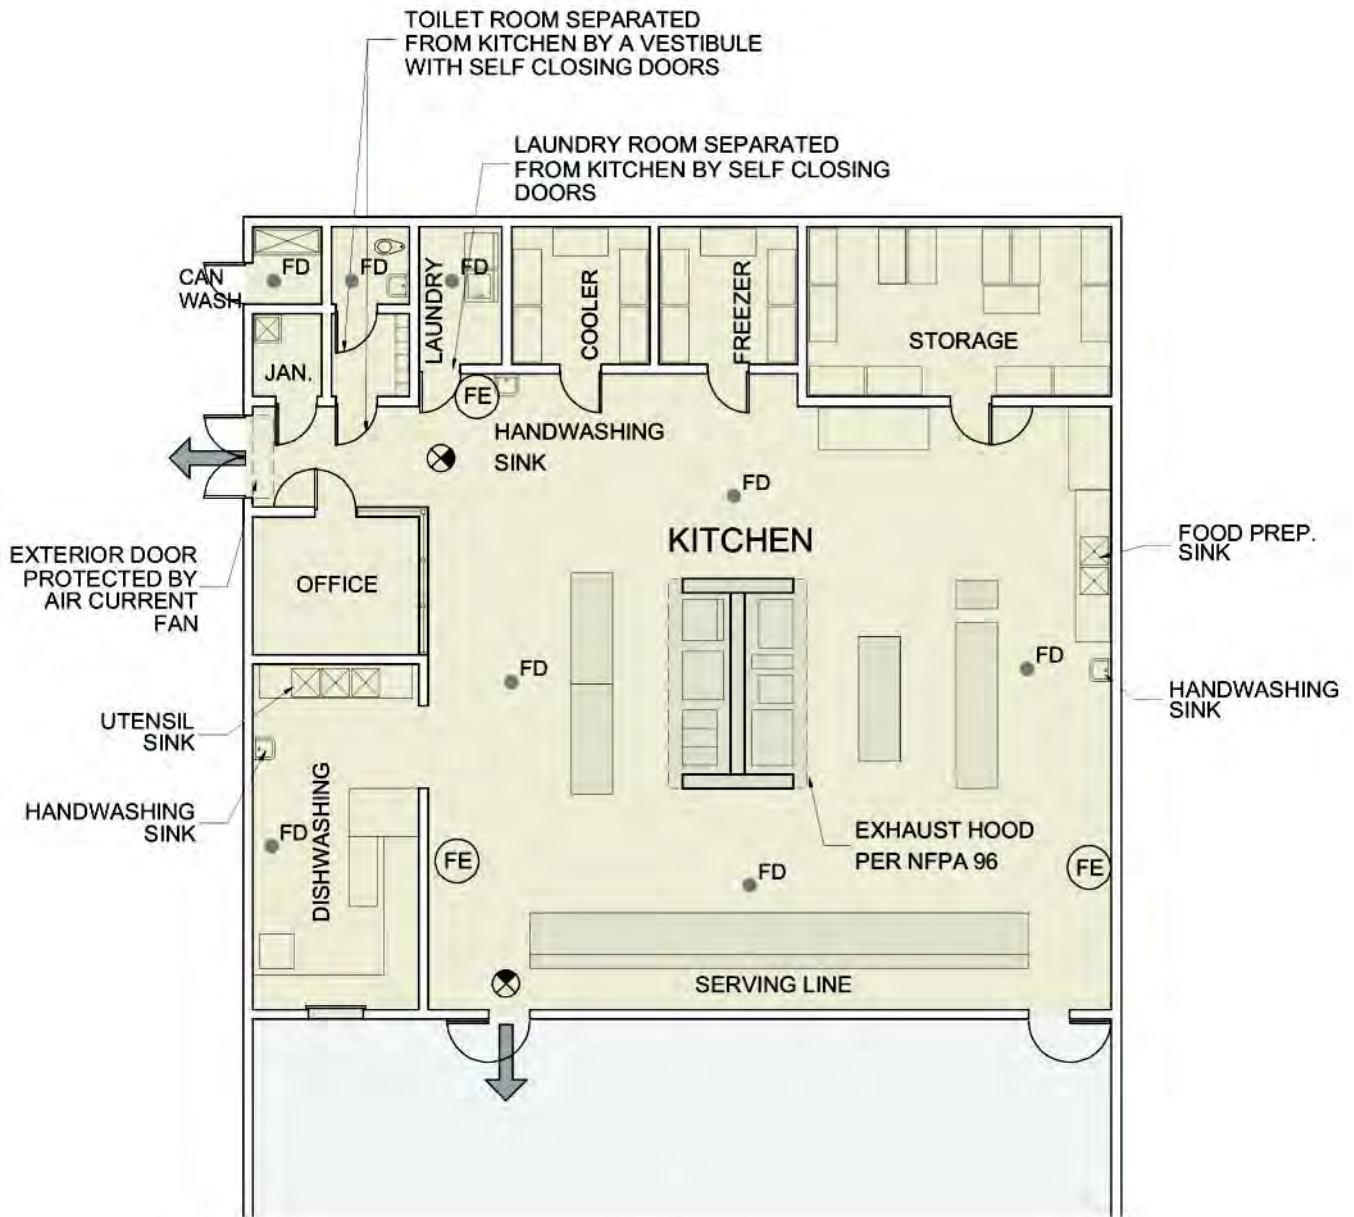 TOILET ROOM SEPARATED
FROM KITCHEN BY A VESTIBULE
WITH SELF CLOSING DOORS
LAUNDRY ROOM SEPARATED
FROM KITCHEN BY SELF CLOSING
DOORS
CAN
WASH
FD
FD
LAUNDRY
FD
COOLER
FREEZER
STORAGE
JAN.
FE
HANDWASHING
SINK
FD
KITCHEN
FOOD PREP.
SINK
EXTERIOR DOOR
PROTECTED BY
AIR CURRENT
FAN
OFFICE
FD
FD
HANDWASHING
SINK
UTENSIL
SINK
HANDWASHING
SINK
FD
DISHWASHING
FE
EXHAUST HOOD
PER NFPA 96
FE
FD
SERVING LINE